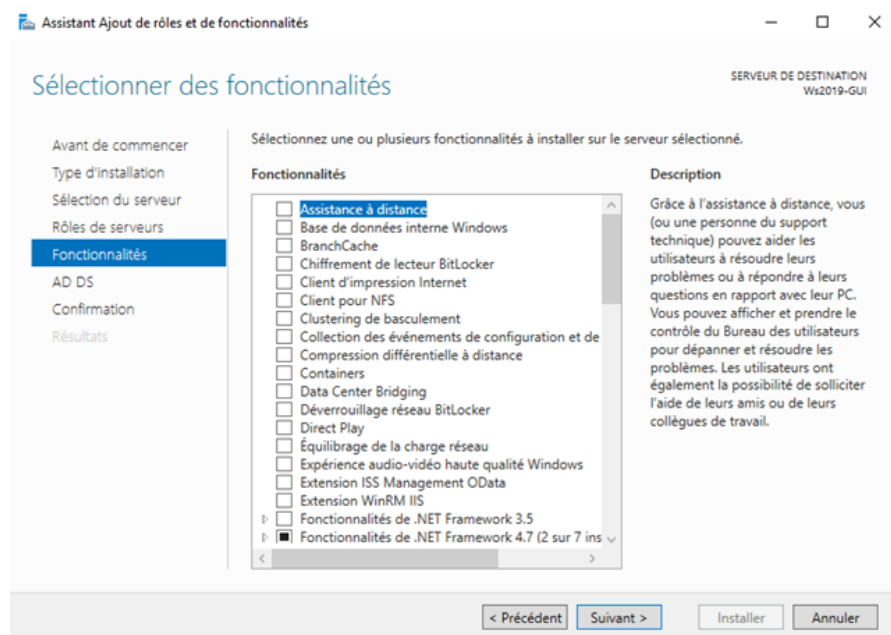 Assistant Ajout de rôles et de fonctionnalités
Sélectionner des fonctionnalités
SERVEUR DE DESTINATION
Ws2019-GUI
Avant de commencer
Type d'installation
Sélection du serveur
Rôles de serveurs
Fonctionnalités
AD DS
Confirmation
Résultats
Sélectionnez une ou plusieurs fonctionnalités à installer sur le serveur sélectionné.
Fonctionnalités
Assistance à distance
Base de données interne Windows
BranchCache
Chiffrement de lecteur BitLocker
Client d'impression Internet
Client pour NFS
Clustering de basculement
Collection des événements de configuration et de
Compression différentielle à distance
Containers
Data Center Bridging
Déverrouillage réseau BitLocker
Direct Play
Équilibrage de la charge réseau
Expérience audio-vidéo haute qualité Windows
Extension ISS Management OData
Extension WinRM IIS
Fonctionnalités de .NET Framework 3.5
Fonctionnalités de .NET Framework 4.7 (2 sur 7 ins
Description
Grâce à l'assistance à distance, vous
(ou une personne du support
technique) pouvez aider les
utilisateurs à résoudre leurs
problèmes ou à répondre à leurs
questions en rapport avec leur PC.
Vous pouvez afficher et prendre le
contrôle du Bureau des utilisateurs
pour dépanner et résoudre les
problèmes. Les utilisateurs ont
également la possibilité de solliciter
l'aide de leurs amis ou de leurs
collègues de travail.
< Précédent
Suivant >
Installer
Annuler